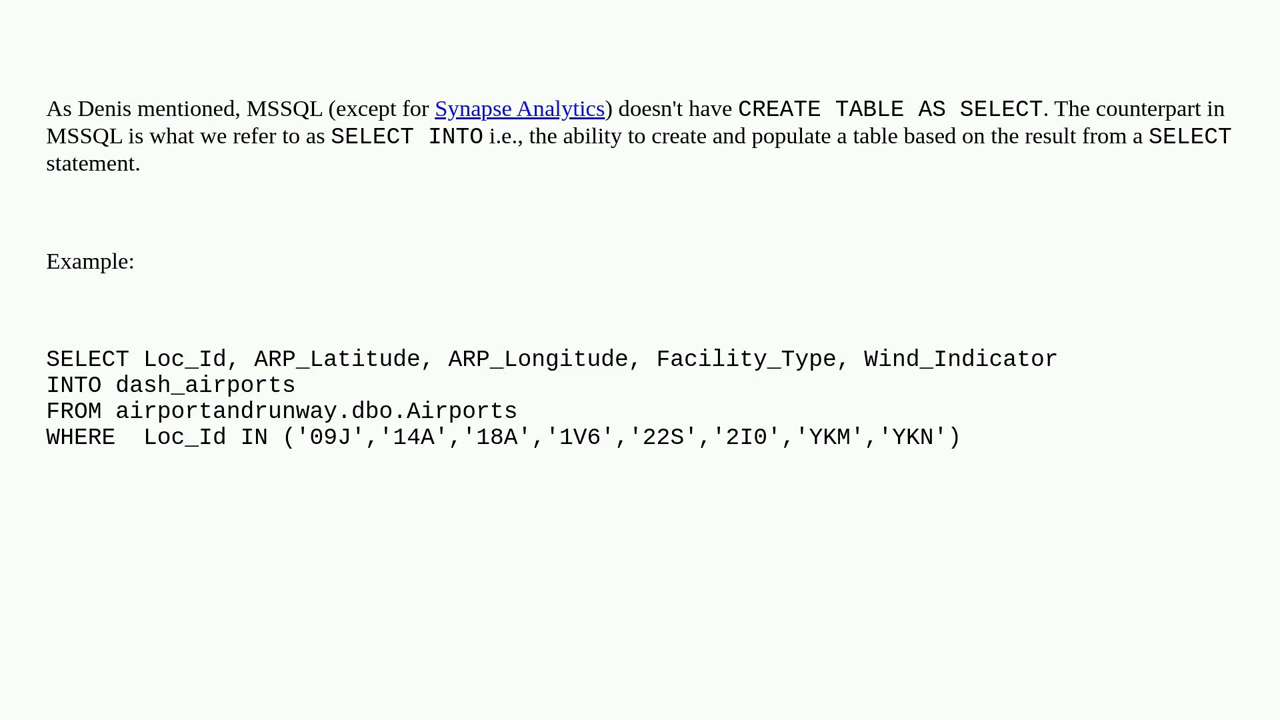 As Denis mentioned, MSSQL (except for Synapse Analytics) doesn't have CREATE TABLE AS SELECT. The counterpart in
MSSQL is what we refer to as SELECT INTO i.e., the ability to create and populate a table based on the result from a SELECT
statement.
Example:
SELECT Loc_Id, ARP_Latitude, ARP_Longitude, Facility_Type, Wind_Indicator
INTO dash_airports
FROM airportandrunway.dbo.Airports
WHERE  Loc_Id IN ('09J','14A','18A','1V6','22S','2I0','YKM','YKN')